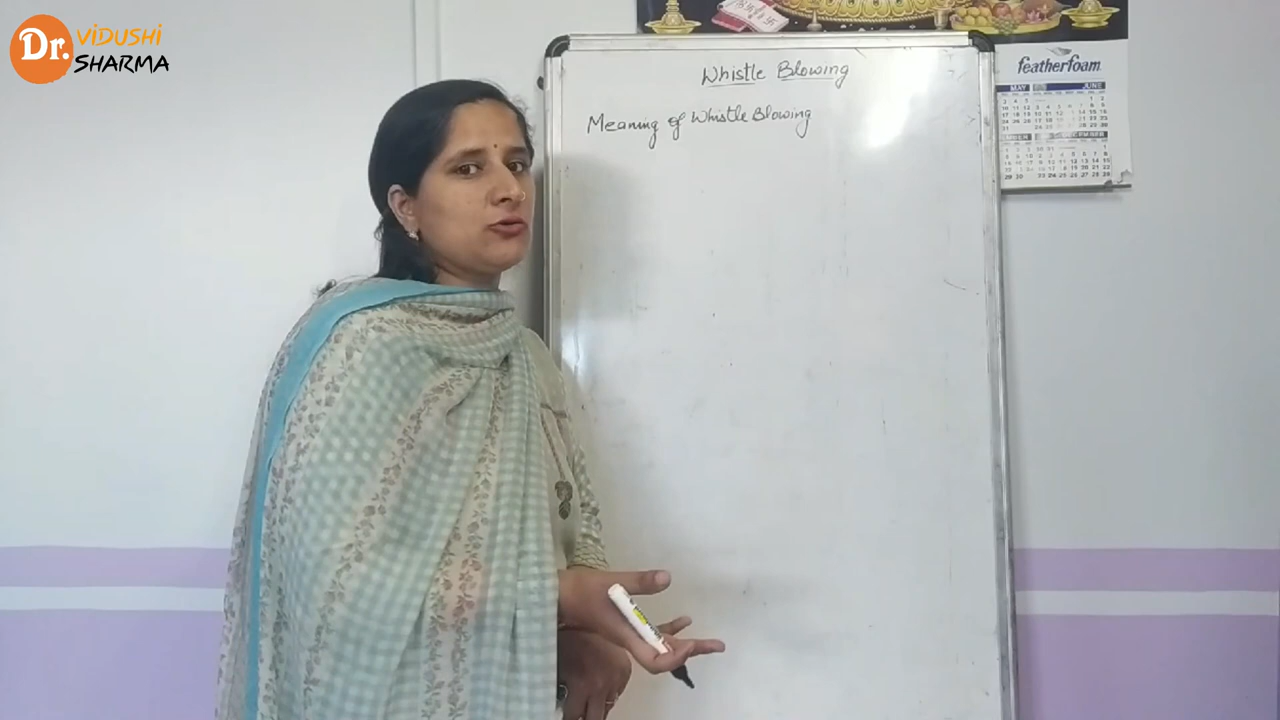 Dr. ViDUSHi
SHARMA
Whistle Blowing
Meaning of Whistle Blowing
featherfoam
MAY JUNE